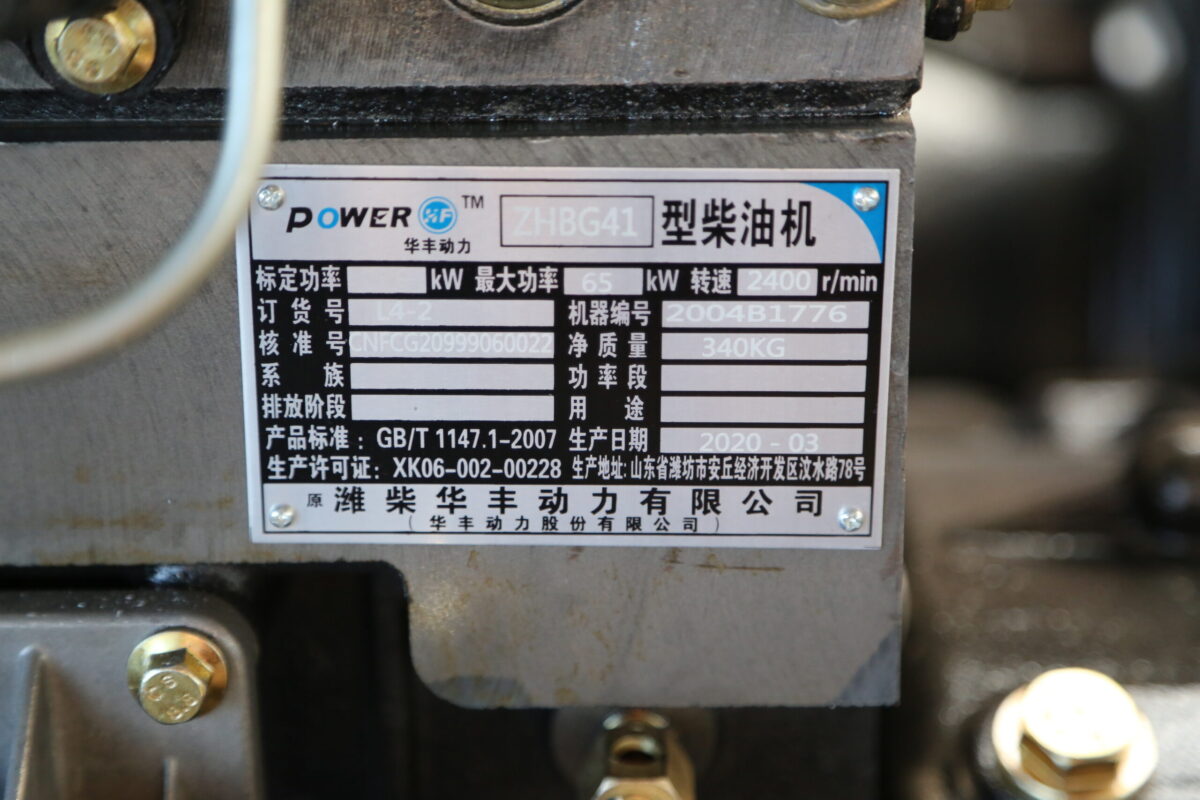 POWER HF TM ZHBG41 型柴油机
华丰动力
标定功率 kW 最大功率 65 kW 转速 2400 r/min
订货号 L4-2 机器编号 2004B1776
核准号 CNFCG20999060022 净质量 340KG
系族 功率段
排放阶段 用途
产品标准：GB/T 1147.1-2007 生产日期 2020-03
生产许可证：XK06-002-00228 生产地址:山东省潍坊市安丘经济开发区汶水路78号
原 潍柴华丰动力有限公司
（华丰动力股份有限公司）